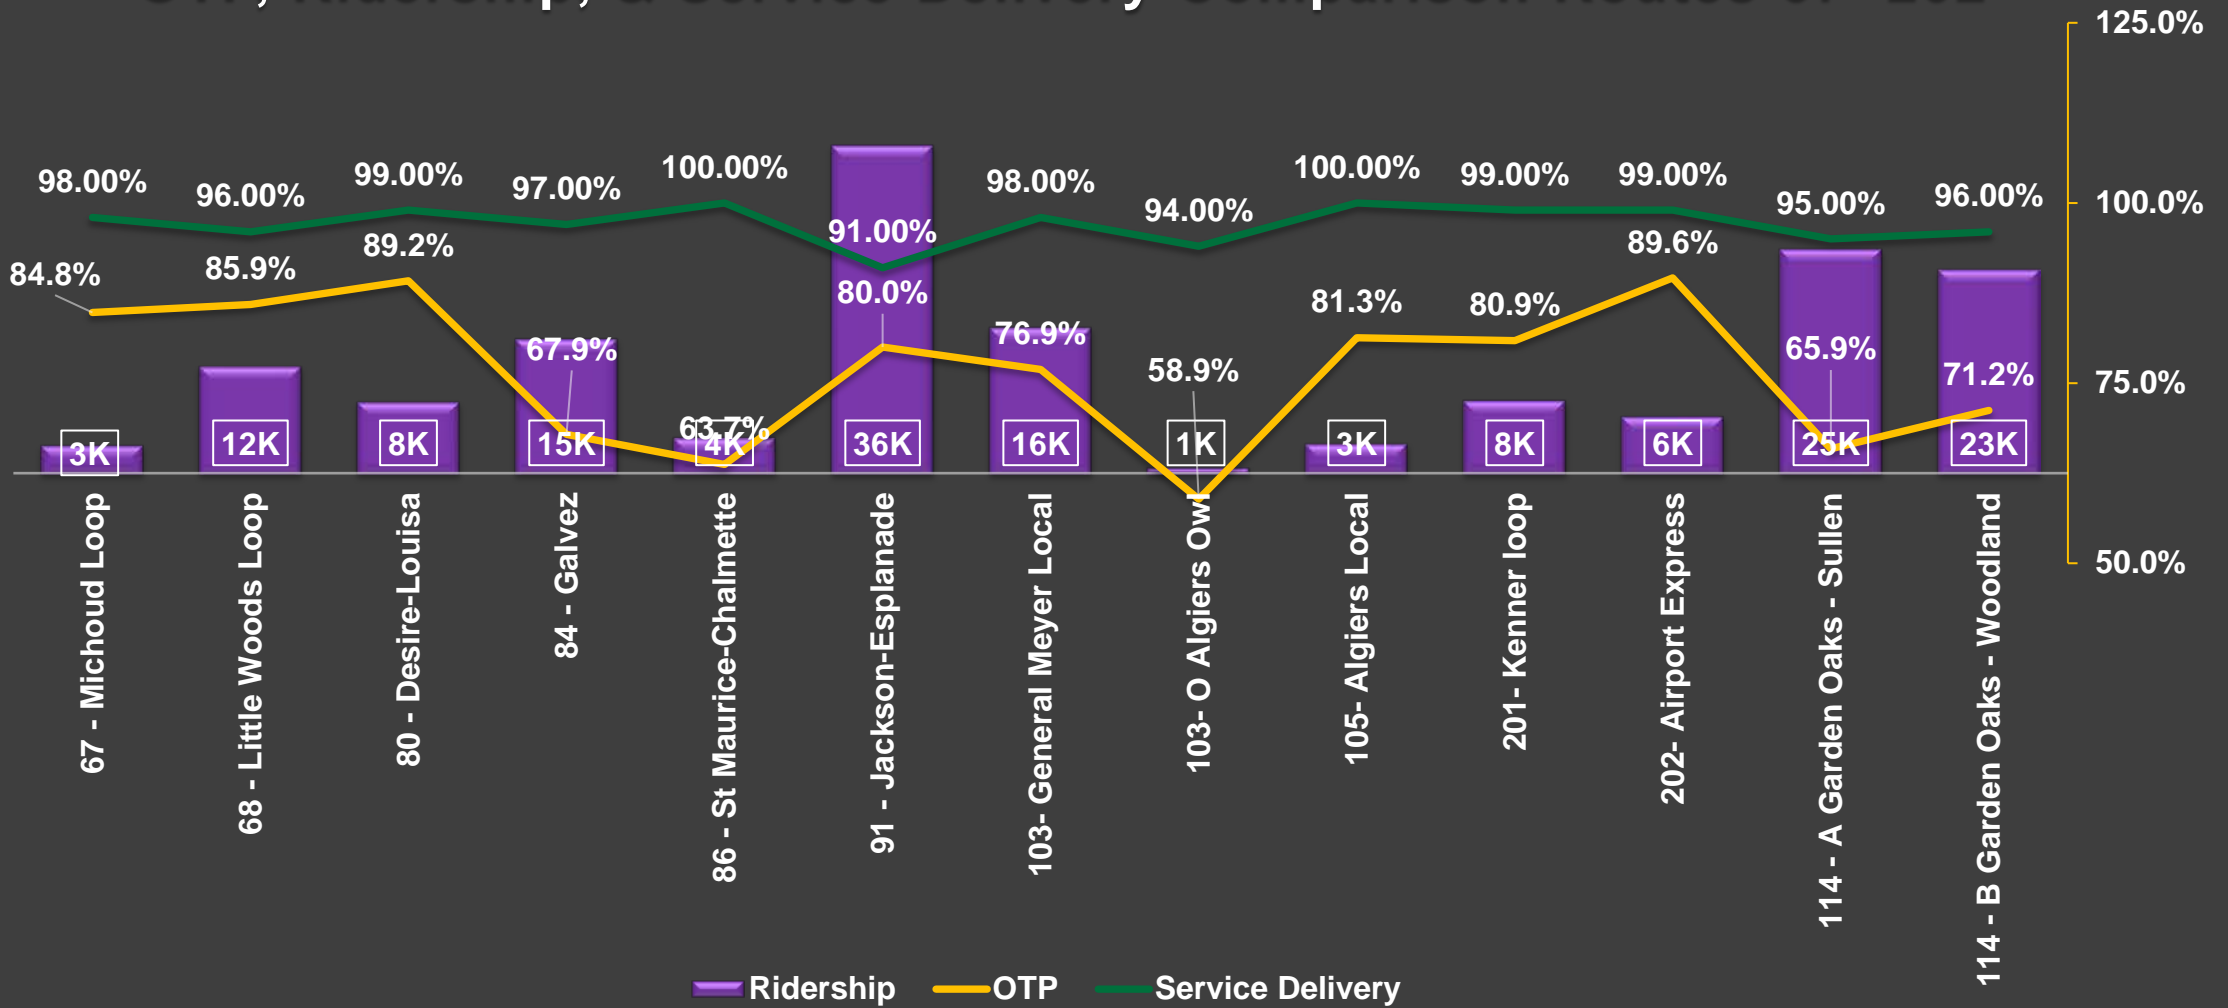 125.0%
98.00%
96.00%
99.00%
97.00%
100.00%
91.00%
98.00%
94.00%
100.00%
99.00%
99.00%
95.00%
96.00%
100.0%
84.8%
85.9%
89.2%
67.9%
63.7%
80.0%
76.9%
58.9%
81.3%
80.9%
89.6%
65.9%
71.2%
75.0%
3K
12K
8K
15K
4K
36K
16K
1K
3K
8K
6K
25K
23K
50.0%
67 - Michoud Loop
68 - Little Woods Loop
80 - Desire-Louisa
84 - Galvez
86 - St Maurice-Chalmette
91 - Jackson-Esplanade
103- General Meyer Local
103- O Algiers Owl
105- Algiers Local
201- Kenner loop
202- Airport Express
114 - A Garden Oaks - Sullen
114 - B Garden Oaks - Woodland
Ridership
OTP
Service Delivery